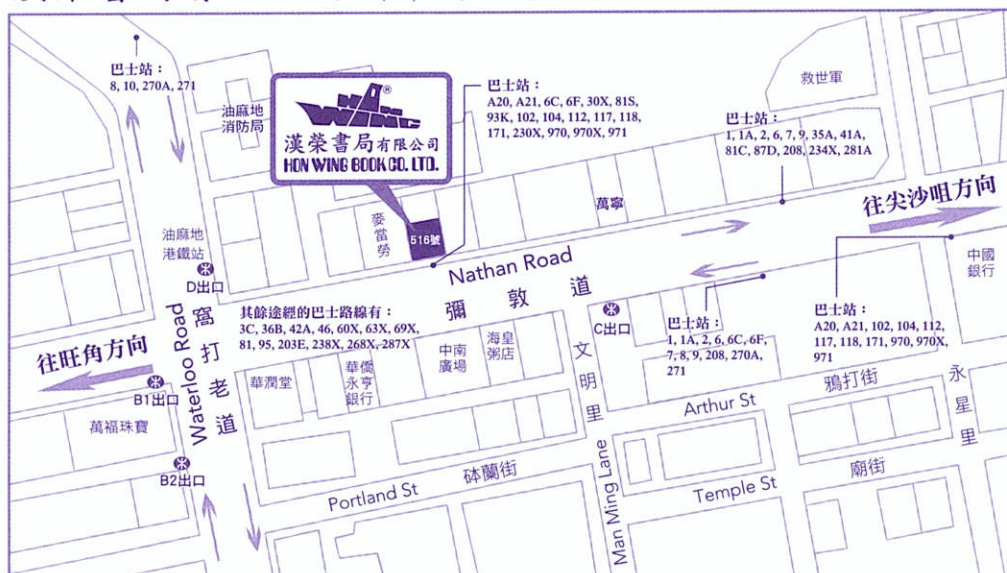 巴士站：
8, 10, 270A, 271
油麻地
消防局
HON WING
®
漢榮書局有限公司
HON WING BOOK CO. LTD.
巴士站：
A20, A21, 6C, 6F, 30X, 81S,
93K, 102, 104, 112, 117, 118,
171, 230X, 970, 970X, 971
救世軍
巴士站：
1, 1A, 2, 6, 7, 9, 35A, 41A,
81C, 87D, 208, 234X, 281A
萬寧
往尖沙咀方向
麥當勞
516號
油麻地
港鐵站
D出口
Nathan Road
彌敦道
中國
銀行
其餘途經的巴士路線有：
3C, 36B, 42A, 46, 60X, 63X, 69X,
81, 95, 203E, 238X, 268X, 287X
C出口
巴士站：
1, 1A, 2, 6, 6C, 6F,
7, 8, 9, 208, 270A,
271
巴士站：
A20, A21, 102, 104, 112,
117, 118, 171, 970, 970X,
971
往旺角方向
Waterloo Road
窩打老道
華潤堂
華僑
永亨
銀行
中南
廣場
海皇
粥店
文明里
Man Ming Lane
Arthur St
鴉打街
永星里
B1出口
萬福珠寶
B2出口
Portland St
砵蘭街
Temple St
廟街